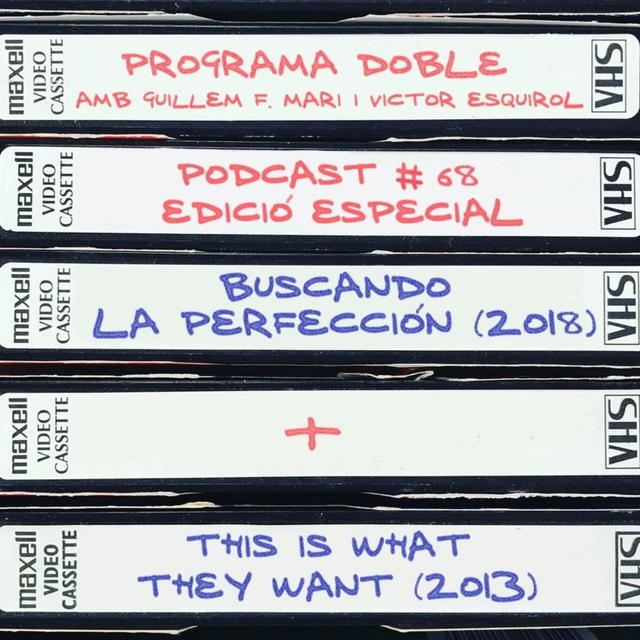 maxell
VIDEO
CASSETTE
PROGRAMA DOBLE
AMB GUILLEM F. MARI I VICTOR ESQUIROL
VHS
maxell
VIDEO
CASSETTE
PODCAST # 68
EDICIÓ ESPECIAL
VHS
maxell
VIDEO
CASSETTE
BUSCANDO
LA PERFECCIÓN (2018)
VHS
maxell
VIDEO
CASSETTE
+
VHS
maxell
VIDEO
CASSETTE
THIS IS WHAT
THEY WANT (2013)
VHS